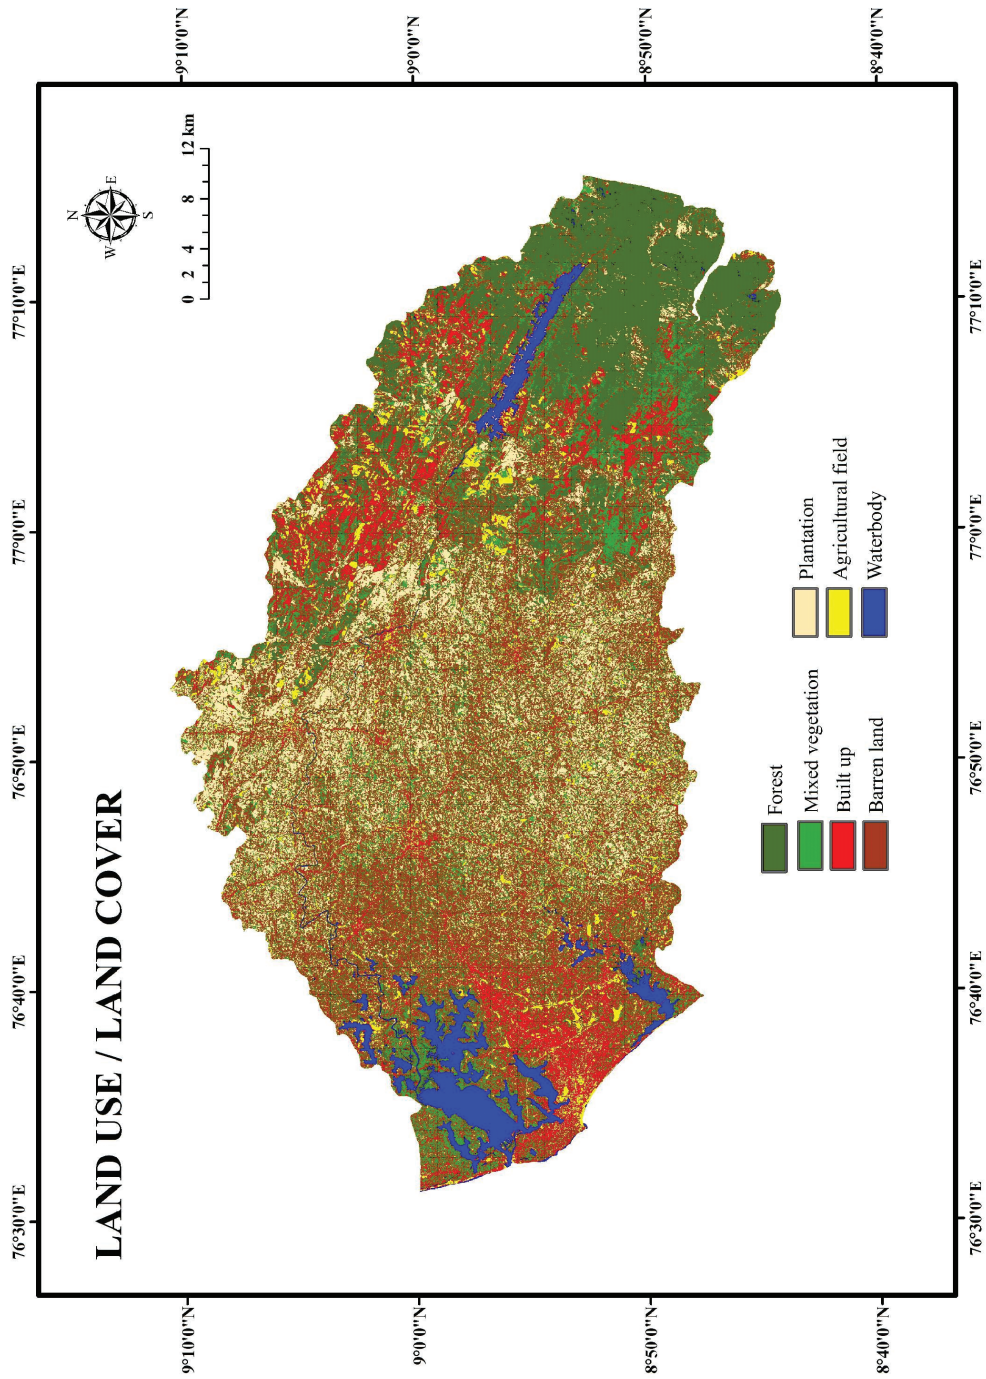 LAND USE / LAND COVER
76°30'0"E
76°40'0"E
76°50'0"E
77°0'0"E
77°10'0"E
N
W
E
S
0 2 4 8 12 km
9°10'0"N
9°0'0"N
8°50'0"N
8°40'0"N
9°10'0"N
9°0'0"N
8°50'0"N
8°40'0"N
Forest
Mixed vegetation
Built up
Barren land
Plantation
Agricultural field
Waterbody
76°30'0"E
76°40'0"E
76°50'0"E
77°0'0"E
77°10'0"E